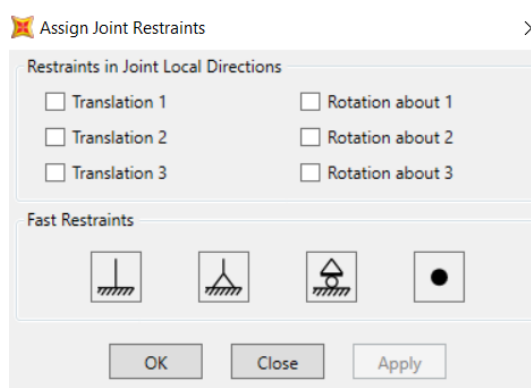 Assign Joint Restraints
Restraints in Joint Local Directions
Translation 1
Rotation about 1
Translation 2
Rotation about 2
Translation 3
Rotation about 3
Fast Restraints
OK
Close
Apply